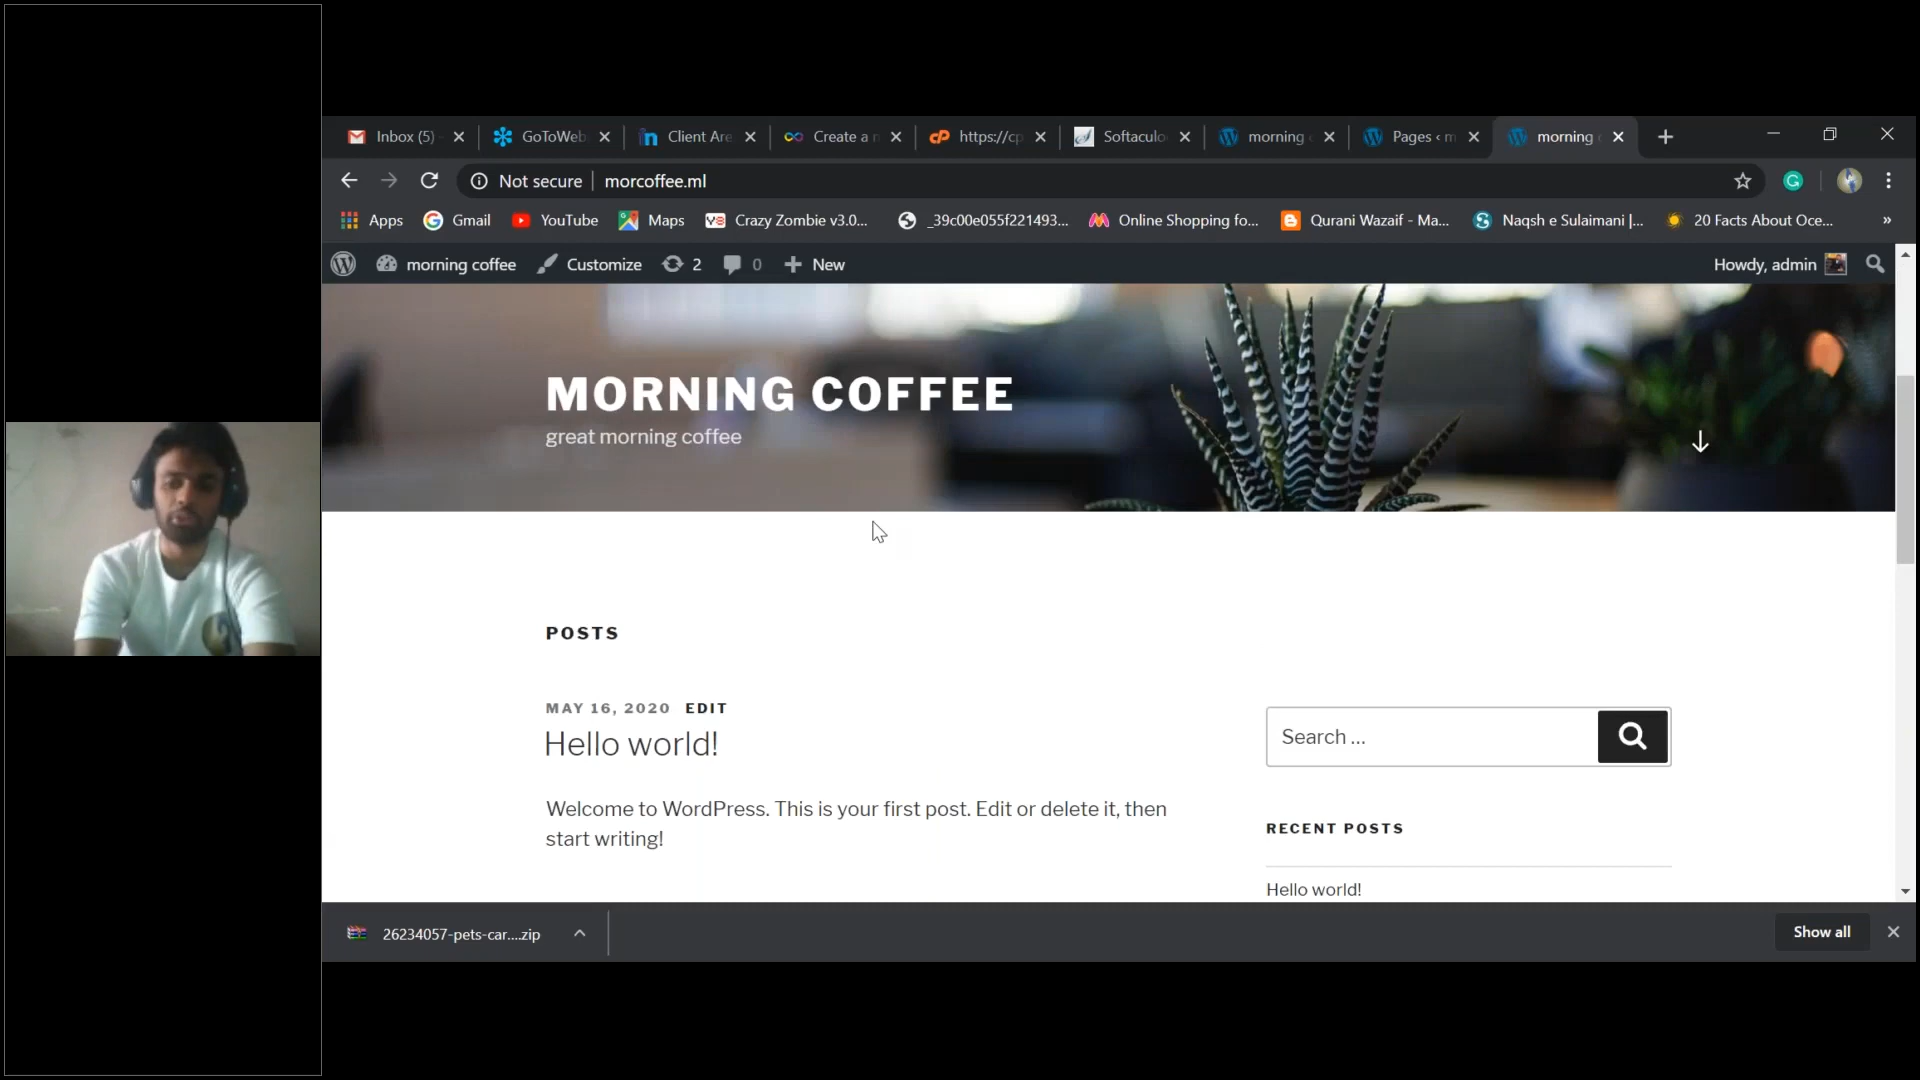 Inbox (5)
GoToWeb
Client Are
Create a n
https://cp
Softaculo
morning
Pages ‹ m
morning
Not secure
morcoffee.ml
Apps
Gmail
YouTube
Maps
Crazy Zombie v3.0...
_39c00e055f221493...
Online Shopping fo...
Qurani Wazaif - Ma...
Naqsh e Sulaimani |...
20 Facts About Oce...
»
morning coffee
Customize
2
0
New
Howdy, admin
MORNING COFFEE
great morning coffee
POSTS
MAY 16, 2020 EDIT
Hello world!
Welcome to WordPress. This is your first post. Edit or delete it, then
start writing!
Search ...
RECENT POSTS
Hello world!
26234057-pets-car....zip
Show all